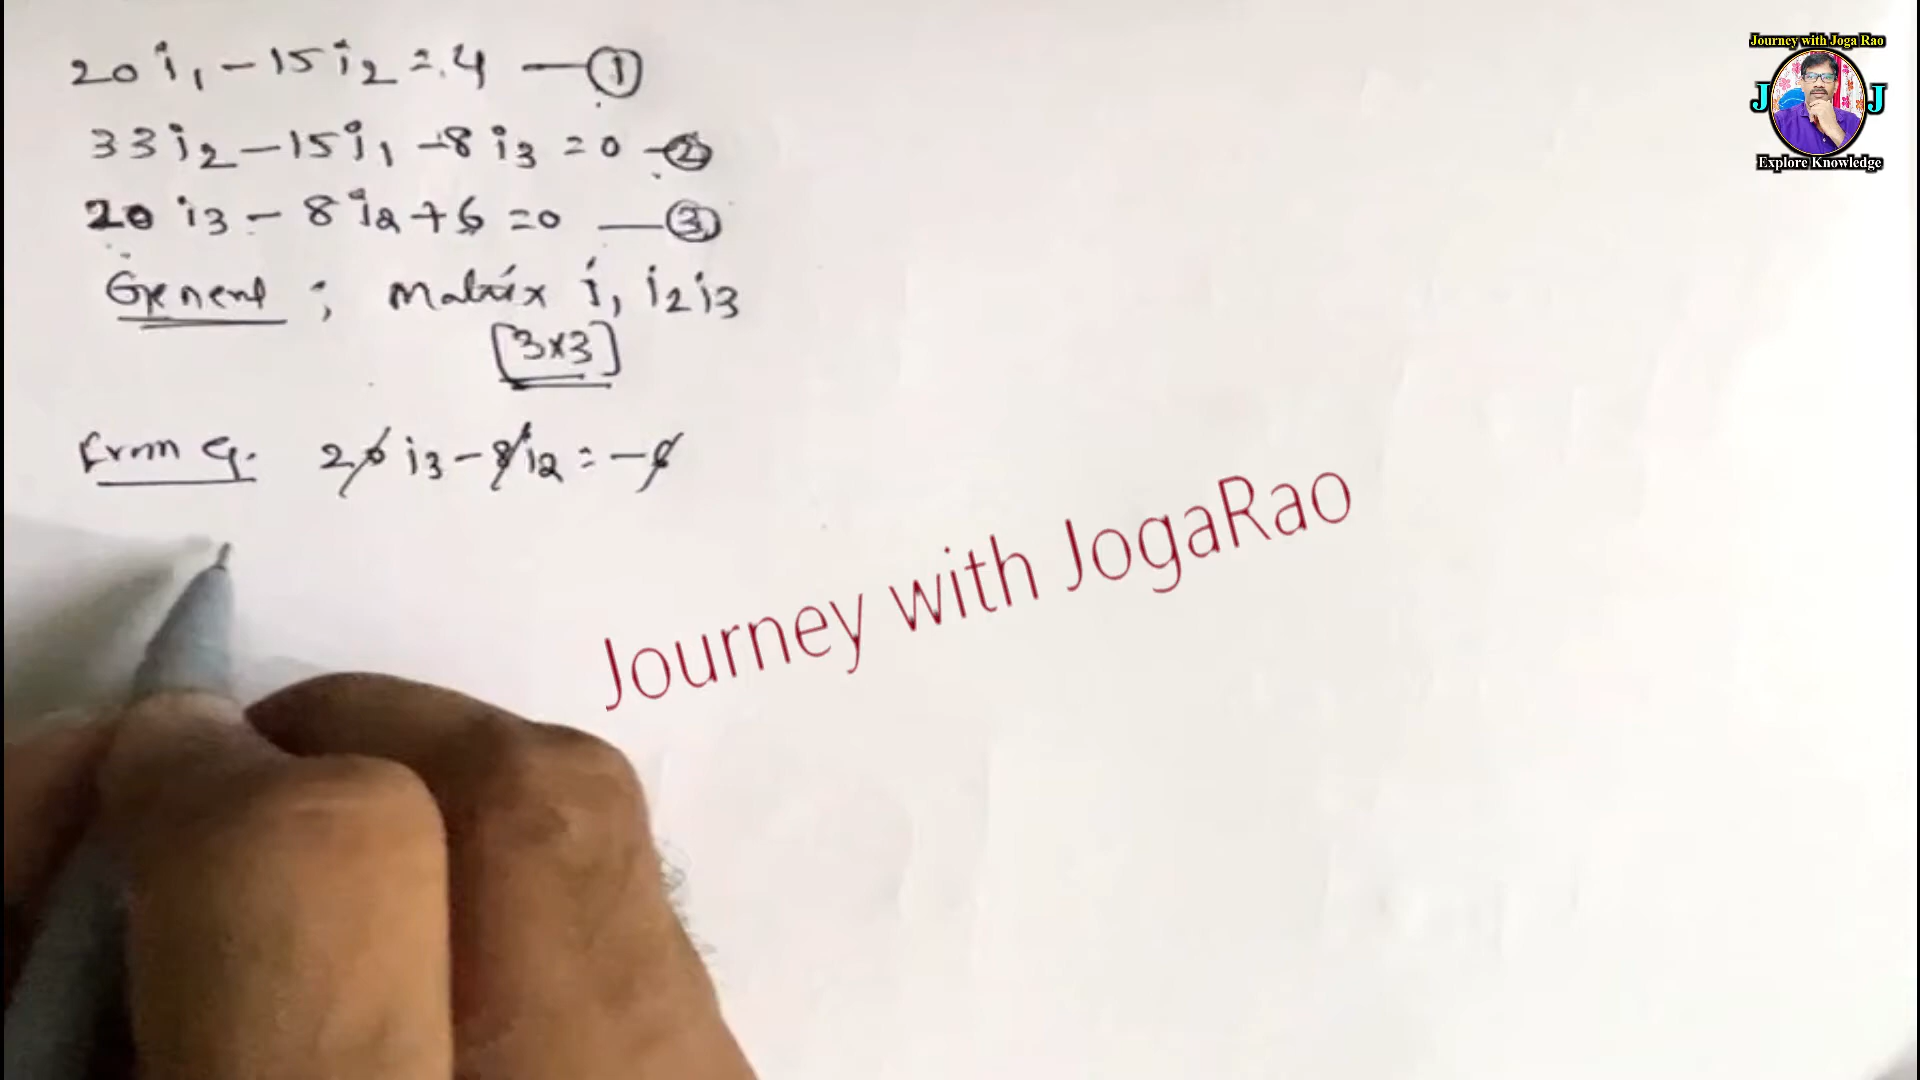 20 i1 - 15 i2 = 4 — ①
33 i2 - 15 i1 - 8 i3 = 0 — ②
20 i3 - 8 i2 + 6 = 0 — ③
General ; Matrix i1 i2 i3
[3x3]
From eq. 20 i3 - 8 i2 = -6
Journey with JogaRao
Journey with Joga Rao
J J
Explore Knowledge